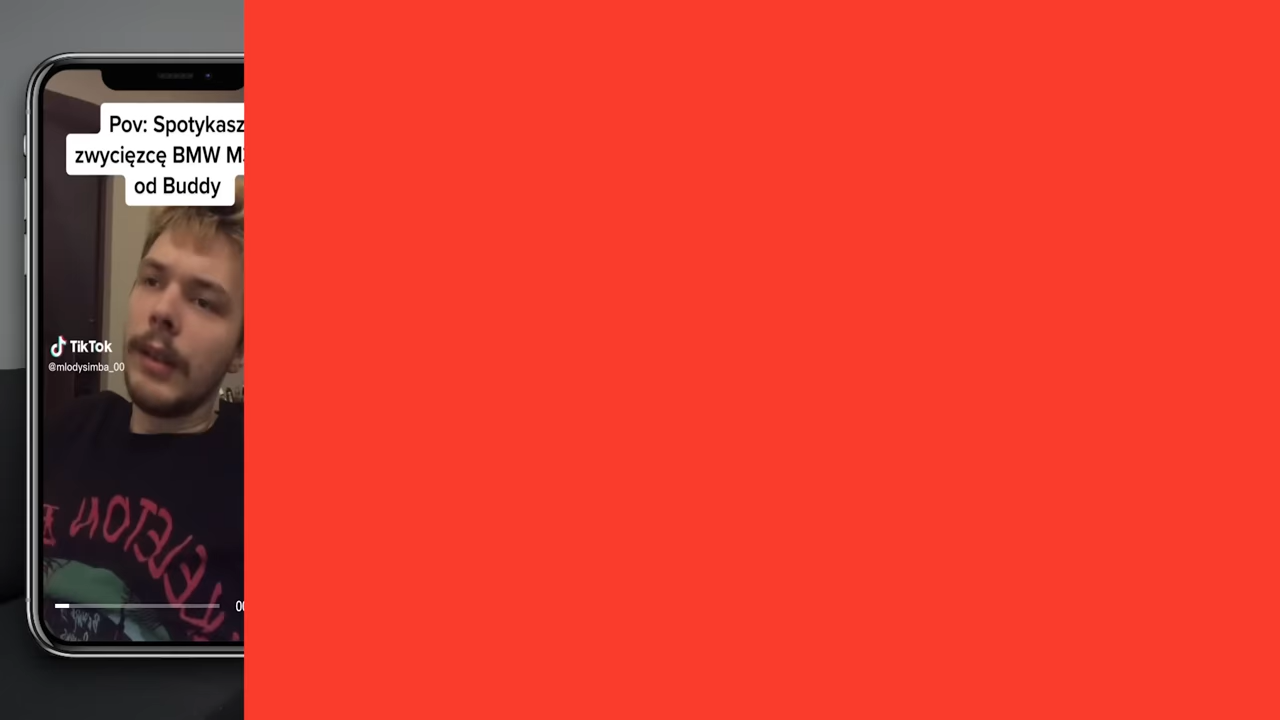 Pov: Spotykasz
zwycięzcę BMW
od Buddy
TikTok
@mlodysimba_00